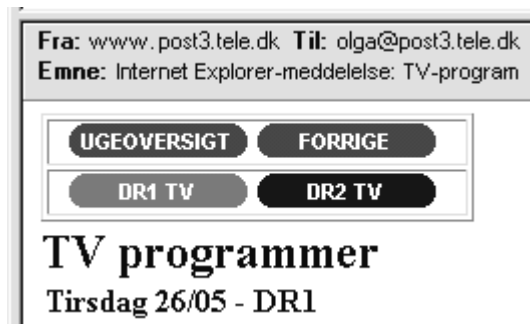 Fra: www.post3.tele.dk Til: olga@post3.tele.dk
Emne: Internet Explorer-meddelelse: TV-program
UGEOVERSIGT FORRIGE
DR1 TV DR2 TV
TV programmer
Tirsdag 26/05 - DR1